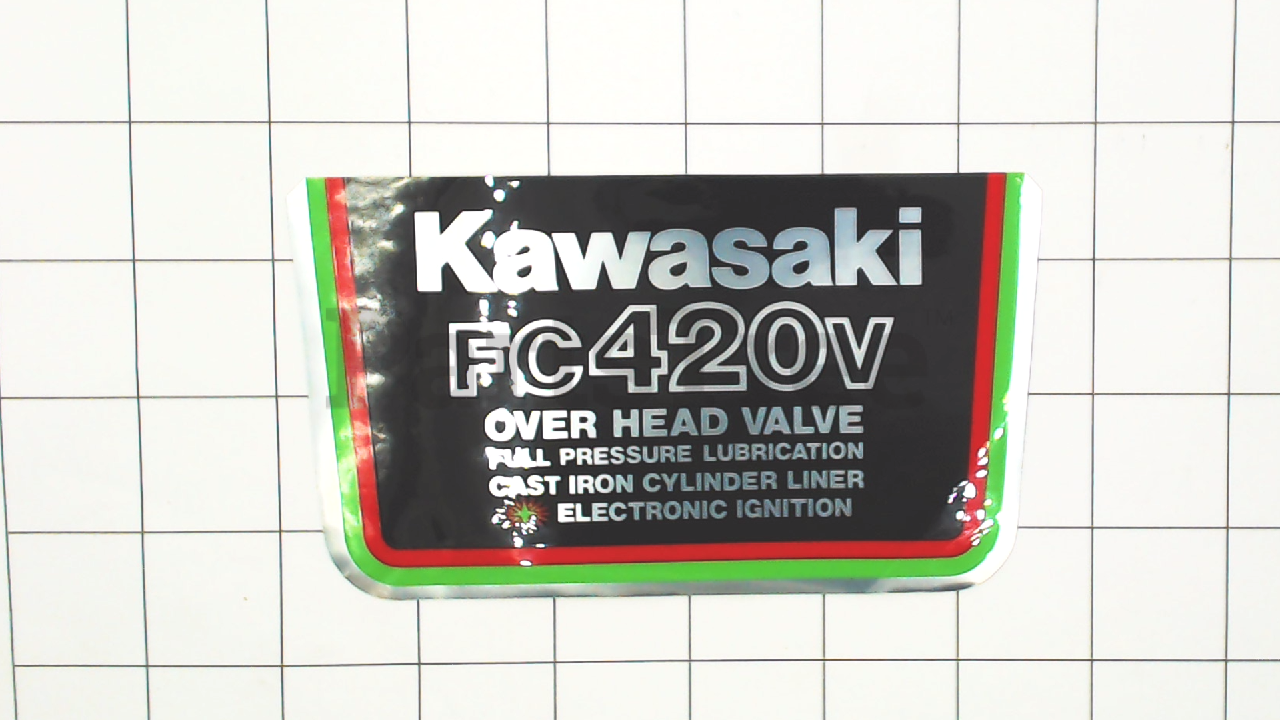 Kawasaki
FC420V
OVER HEAD VALVE
FULL PRESSURE LUBRICATION
CAST IRON CYLINDER LINER
ELECTRONIC IGNITION